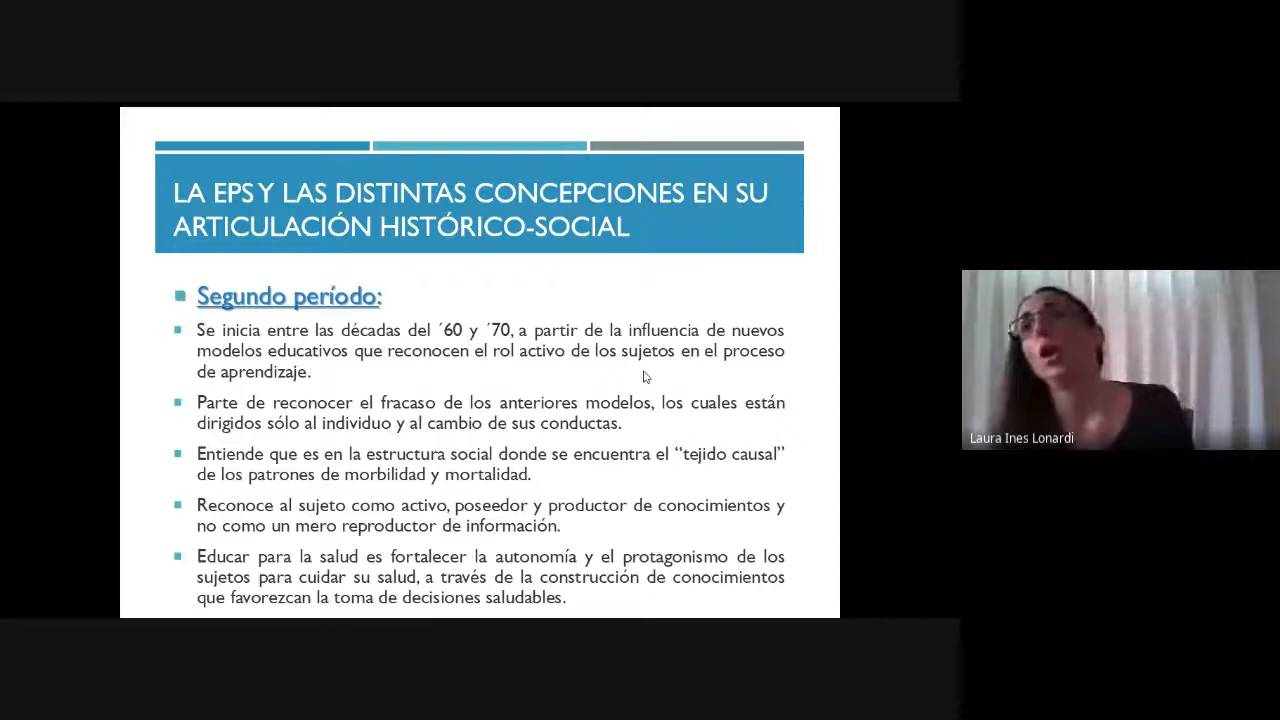 LA EPS Y LAS DISTINTAS CONCEPCIONES EN SU
ARTICULACIÓN HISTÓRICO-SOCIAL
Segundo período:
Se inicia entre las décadas del ´60 y ´70, a partir de la influencia de nuevos
modelos educativos que reconocen el rol activo de los sujetos en el proceso
de aprendizaje.
Parte de reconocer el fracaso de los anteriores modelos, los cuales están
dirigidos sólo al individuo y al cambio de sus conductas.
Entiende que es en la estructura social donde se encuentra el “tejido causal”
de los patrones de morbilidad y mortalidad.
Reconoce al sujeto como activo, poseedor y productor de conocimientos y
no como un mero reproductor de información.
Educar para la salud es fortalecer la autonomía y el protagonismo de los
sujetos para cuidar su salud, a través de la construcción de conocimientos
que favorezcan la toma de decisiones saludables.
Laura Ines Lonardi